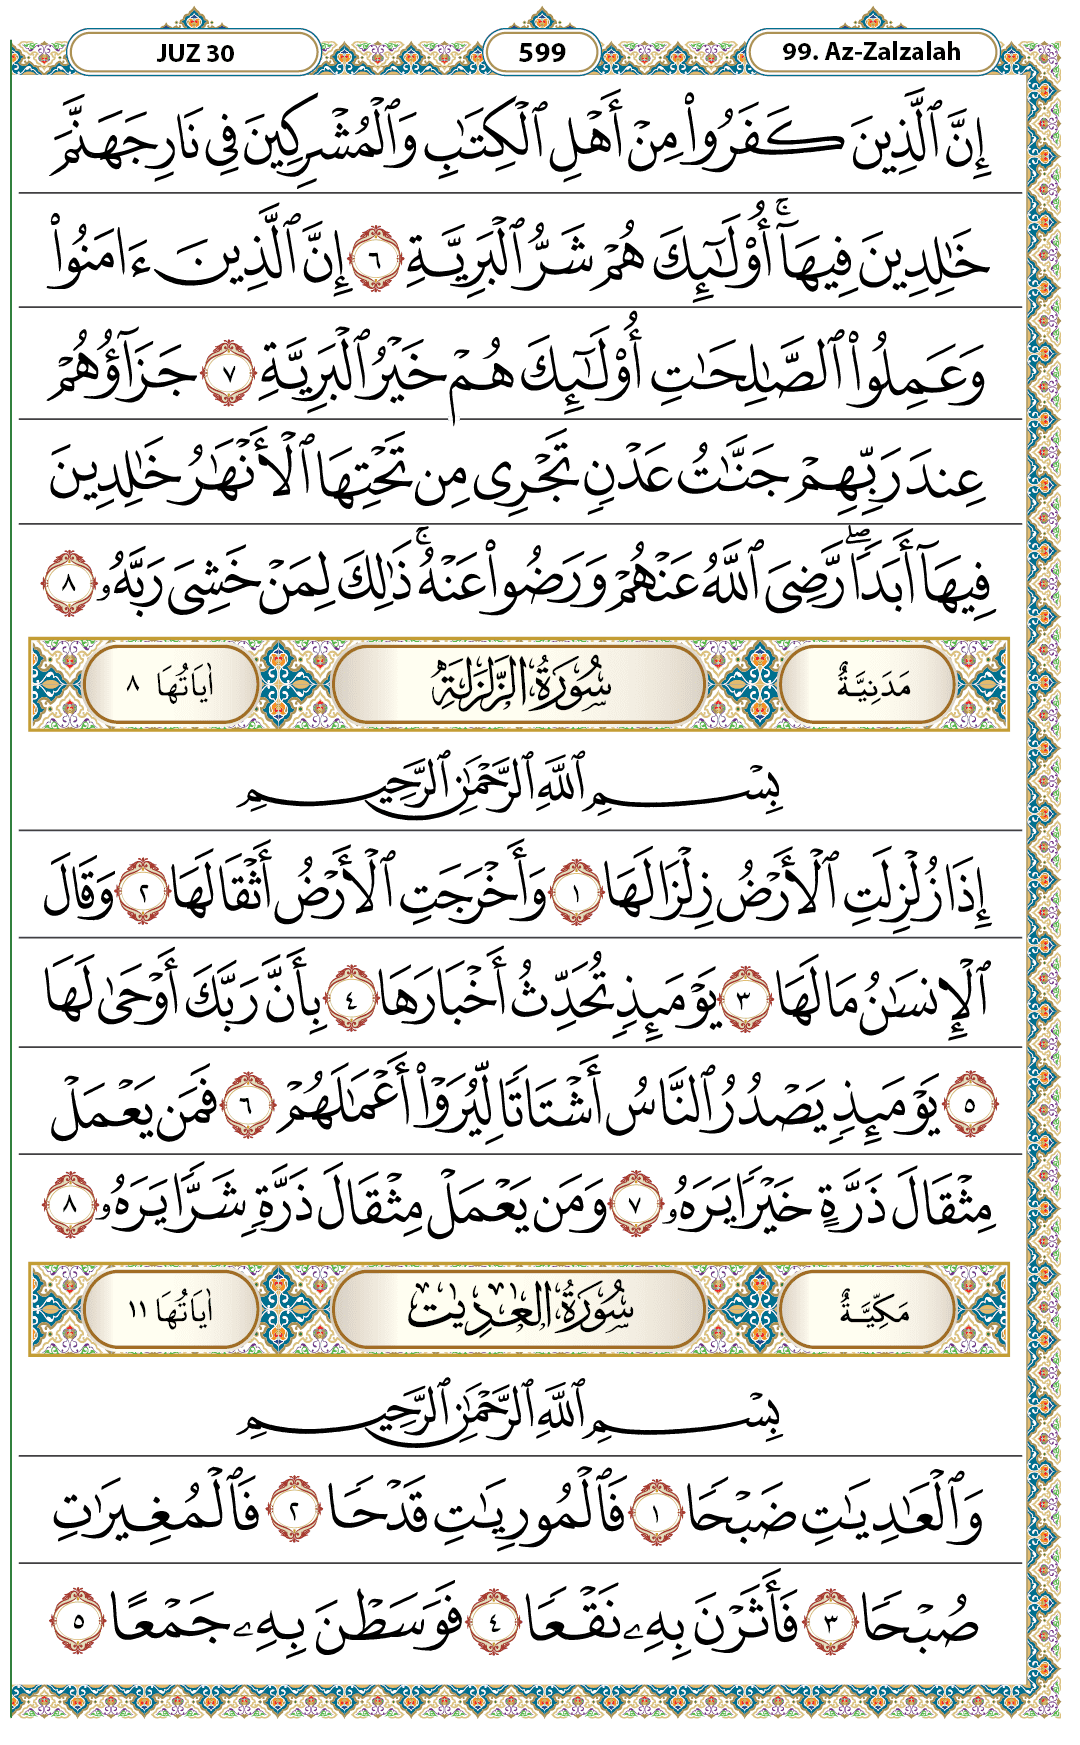 JUZ 30
599
99. Az-Zalzalah
إِنَّ ٱلَّذِينَ كَفَرُوا۟ مِنْ أَهْلِ ٱلْكِتَٰبِ وَٱلْمُشْرِكِينَ فِى نَارِ جَهَنَّمَ
خَٰلِدِينَ فِيهَآ ۚ أُو۟لَٰٓئِكَ هُمْ شَرُّ ٱلْبَرِيَّةِ ٦ إِنَّ ٱلَّذِينَ ءَامَنُوا۟
وَعَمِلُوا۟ ٱلصَّٰلِحَٰتِ أُو۟لَٰٓئِكَ هُمْ خَيْرُ ٱلْبَرِيَّةِ ٧ جَزَآؤُهُمْ
عِندَ رَبِّهِمْ جَنَّٰتُ عَدْنٍ تَجْرِى مِن تَحْتِهَا ٱلْأَنْهَٰرُ خَٰلِدِينَ
فِيهَآ أَبَدًا ۖ رَّضِىَ ٱللَّهُ عَنْهُمْ وَرَضُوا۟ عَنْهُ ۚ ذَٰلِكَ لِمَنْ خَشِىَ رَبَّهُۥ ٨
مَدَنِيَّةٌ سُورَةُ الزَّلْزَلَةِ اٰيَاتُهَا ٨
بِسْمِ ٱللَّهِ ٱلرَّحْمَٰنِ ٱلرَّحِيمِ
إِذَا زُلْزِلَتِ ٱلْأَرْضُ زِلْزَالَهَا ١ وَأَخْرَجَتِ ٱلْأَرْضُ أَثْقَالَهَا ٢ وَقَالَ
ٱلْإِنسَٰنُ مَا لَهَا ٣ يَوْمَئِذٍ تُحَدِّثُ أَخْبَارَهَا ٤ بِأَنَّ رَبَّكَ أَوْحَىٰ لَهَا
٥ يَوْمَئِذٍ يَصْدُرُ ٱلنَّاسُ أَشْتَاتًا لِّيُرَوْا۟ أَعْمَٰلَهُمْ ٦ فَمَن يَعْمَلْ
مِثْقَالَ ذَرَّةٍ خَيْرًا يَرَهُۥ ٧ وَمَن يَعْمَلْ مِثْقَالَ ذَرَّةٍ شَرًّا يَرَهُۥ ٨
مَكِّيَّةٌ سُورَةُ الْعٰدِيٰتِ اٰيَاتُهَا ١١
بِسْمِ ٱللَّهِ ٱلرَّحْمَٰنِ ٱلرَّحِيمِ
وَٱلْعَٰدِيَٰتِ ضَبْحًا ١ فَٱلْمُورِيَٰتِ قَدْحًا ٢ فَٱلْمُغِيرَٰتِ
صُبْحًا ٣ فَأَثَرْنَ بِهِۦ نَقْعًا ٤ فَوَسَطْنَ بِهِۦ جَمْعًا ٥